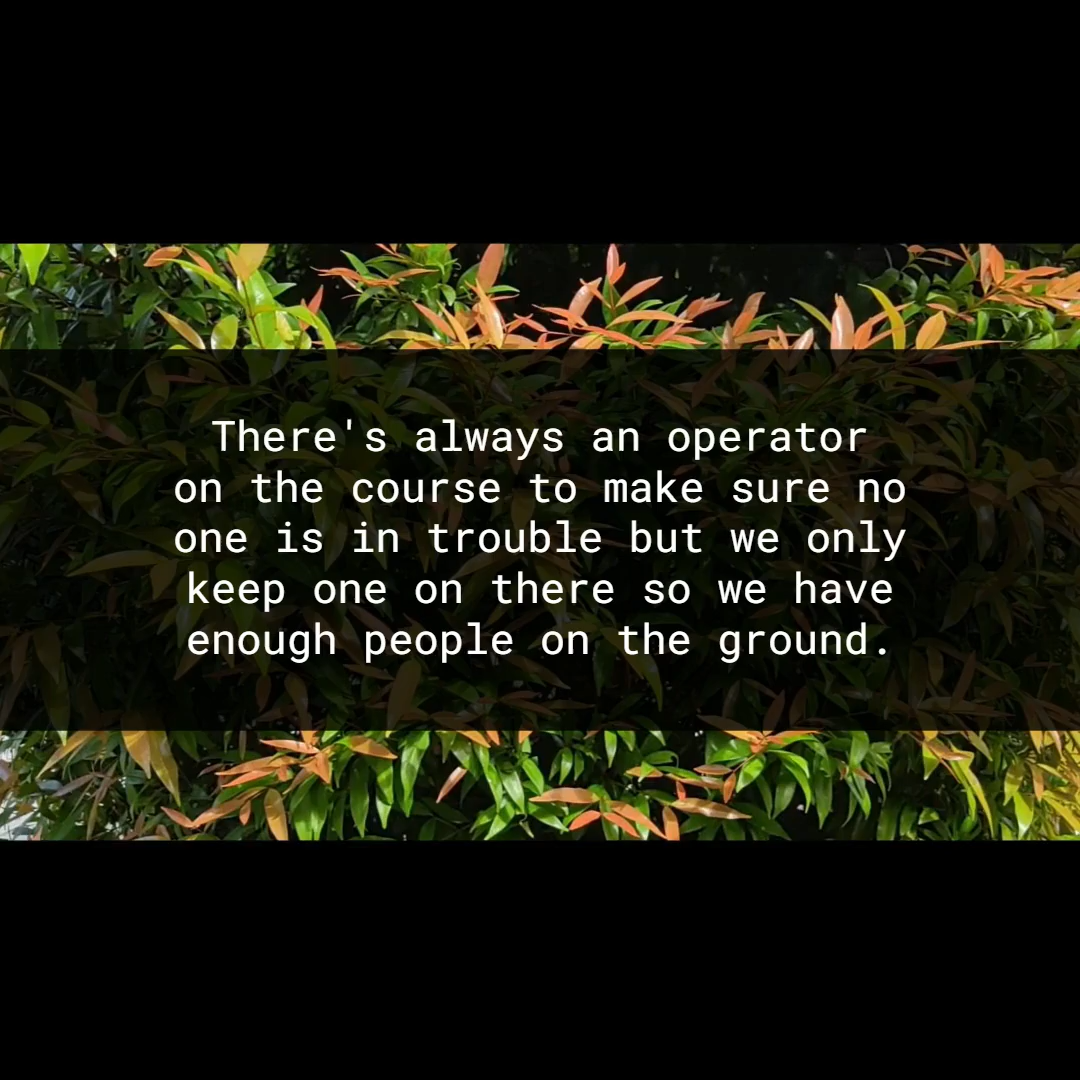 There's always an operator
on the course to make sure no
one is in trouble but we only
keep one on there so we have
enough people on the ground.